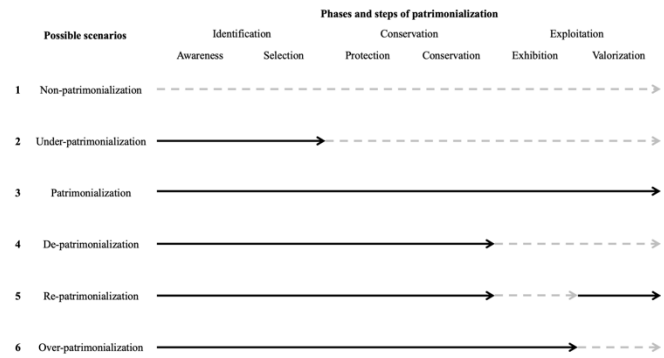 Phases and steps of patrimonialization
Possible scenarios Identification Conservation Exploitation
Awareness Selection Protection Conservation Exhibition Valorization
1 Non-patrimonialization
2 Under-patrimonialization
3 Patrimonialization
4 De-patrimonialization
5 Re-patrimonialization
6 Over-patrimonialization